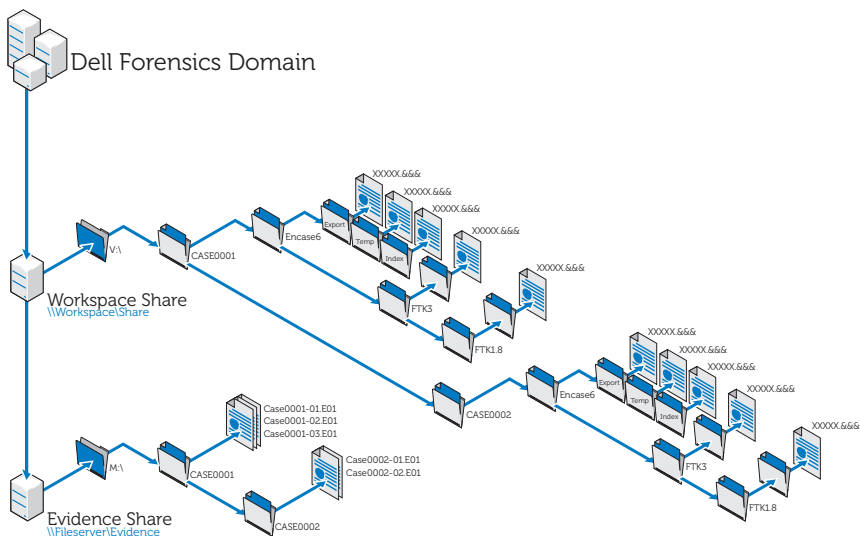 Dell Forensics Domain
XXXXX.&&&
XXXXX.&&&
XXXXX.&&&
XXXXX.&&&
XXXXX.&&&
Export
Temp
Index
Encase6
V:\
CASE0001
FTK3
FTK1.8
Workspace Share
\\Workspace\Share
XXXXX.&&&
XXXXX.&&&
XXXXX.&&&
XXXXX.&&&
XXXXX.&&&
Export
Temp
Index
Encase6
CASE0002
FTK3
FTK1.8
Case0001-01.E01
Case0001-02.E01
Case0001-03.E01
Case0002-01.E01
Case0002-02.E01
M:\
CASE0001
CASE0002
Evidence Share
\\Fileserver\Evidence